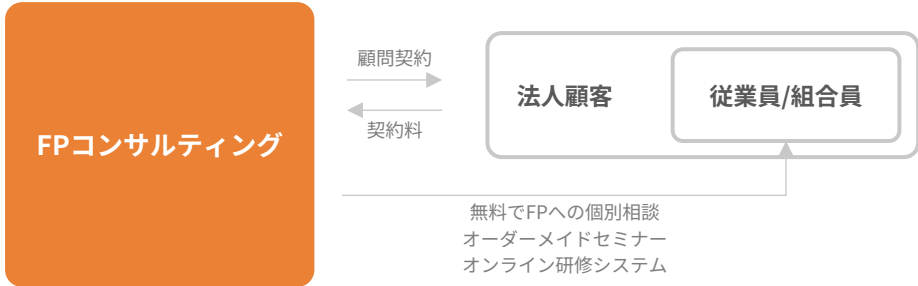 FPコンサルティング
顧問契約
契約料
法人顧客
従業員/組合員
無料でFPへの個別相談
オーダーメイドセミナー
オンライン研修システム